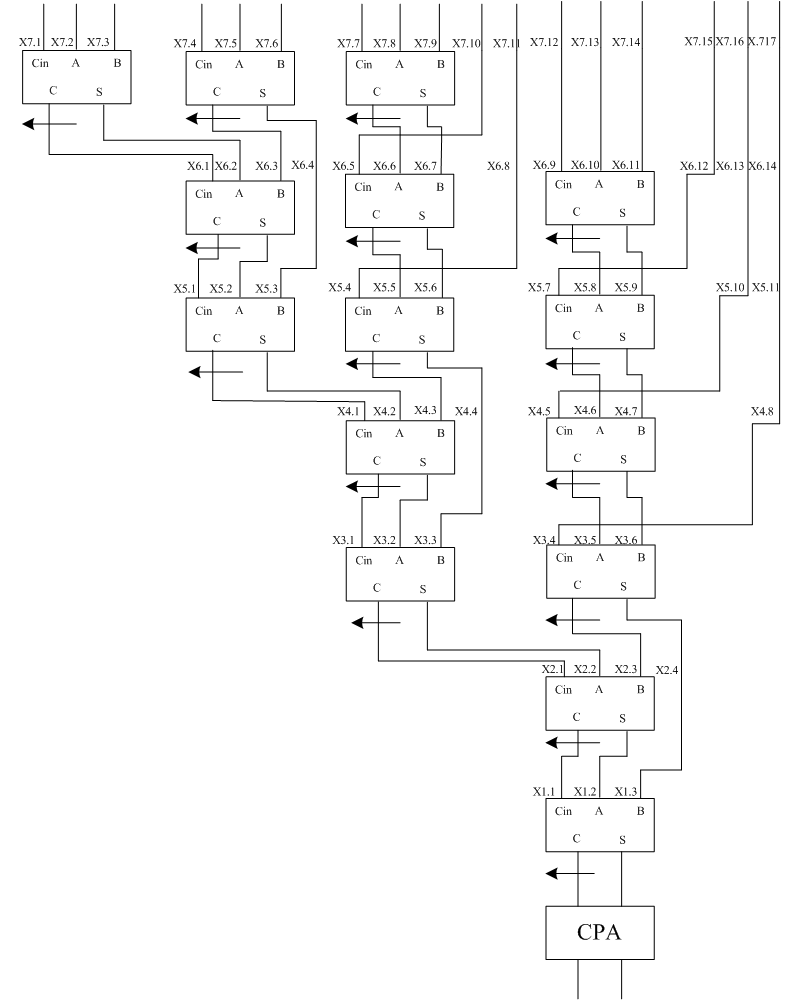 X7.1 X7.2 X7.3 X7.4 X7.5 X7.6 X7.7 X7.8 X7.9 X7.10 X7.11 X7.12 X7.13 X7.14 X7.15 X7.16 X.717
Cin A B Cin A B Cin A B
C S C S C S
X6.1 X6.2 X6.3 X6.4 X6.5 X6.6 X6.7 X6.8 X6.9 X6.10 X6.11 X6.12 X6.13 X6.14
Cin A B Cin A B Cin A B
C S C S C S
X5.1 X5.2 X5.3 X5.4 X5.5 X5.6 X5.7 X5.8 X5.9 X5.10 X5.11
Cin A B Cin A B Cin A B
C S C S C S
X4.1 X4.2 X4.3 X4.4 X4.5 X4.6 X4.7 X4.8
Cin A B Cin A B
C S C S
X3.1 X3.2 X3.3 X3.4 X3.5 X3.6
Cin A B Cin A B
C S C S
X2.1 X2.2 X2.3 X2.4
Cin A B
C S
X1.1 X1.2 X1.3
Cin A B
C S
CPA